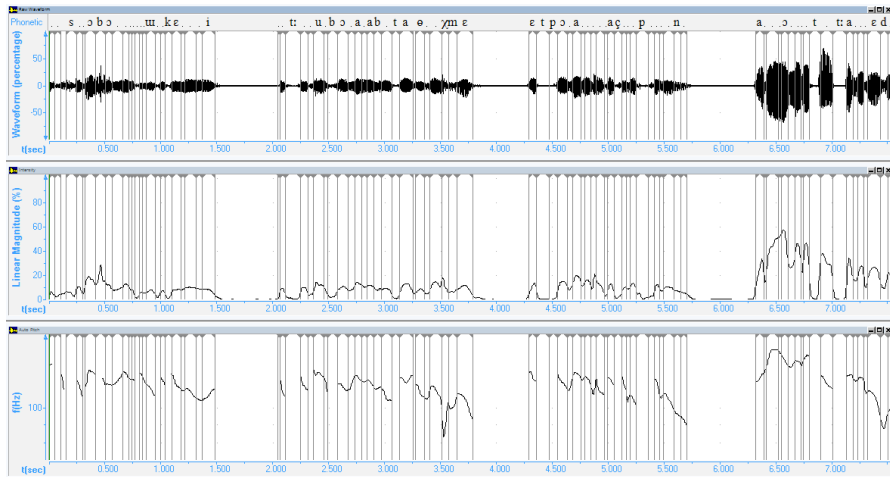 Raw Waveform
Phonetic . . s . . ɔ b ɔ . . . . . . ɯ . k ɛ . . . i . . t ɪ . . u . b ɔ . a . a b . t a ɵ . . χ m ɛ ɛ t p ɔ . a . . . . . a ç . . . p . . n . a . . . ɔ . . . t . t ɪ a . . . ɛ d
Waveform (percentage)
50-
0-
-50-
t(sec) 0.500 1.000 1.500 2.000 2.500 3.000 3.500 4.000 4.500 5.000 5.500 6.000 6.500 7.000
Intensity
Linear Magnitude (%)
80-
60-
40-
20-
0-
t(sec) 0.500 1.000 1.500 2.000 2.500 3.000 3.500 4.000 4.500 5.000 5.500 6.000 6.500 7.000
Auto Pitch
f(Hz)
100-
t(sec) 0.500 1.000 1.500 2.000 2.500 3.000 3.500 4.000 4.500 5.000 5.500 6.000 6.500 7.000